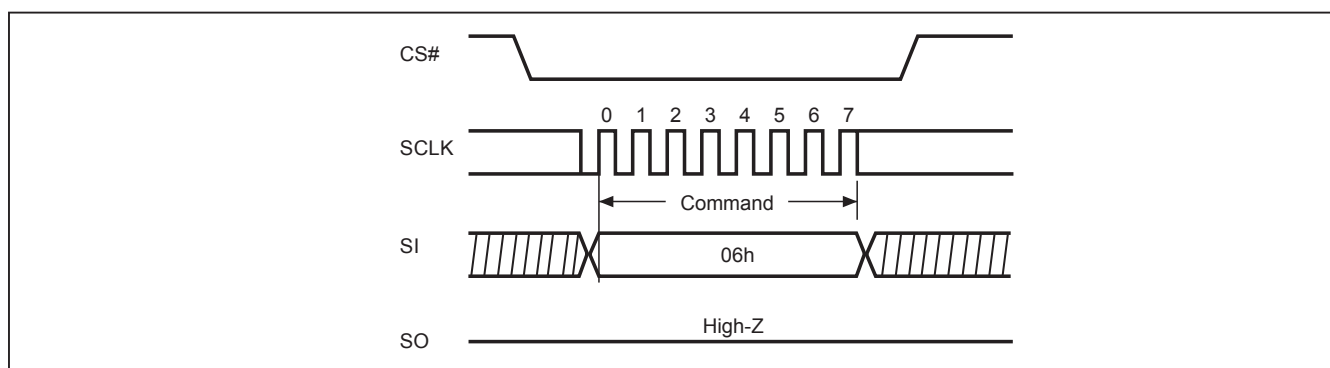 CS#
0 1 2 3 4 5 6 7
SCLK
Command
SI
06h
High-Z
SO